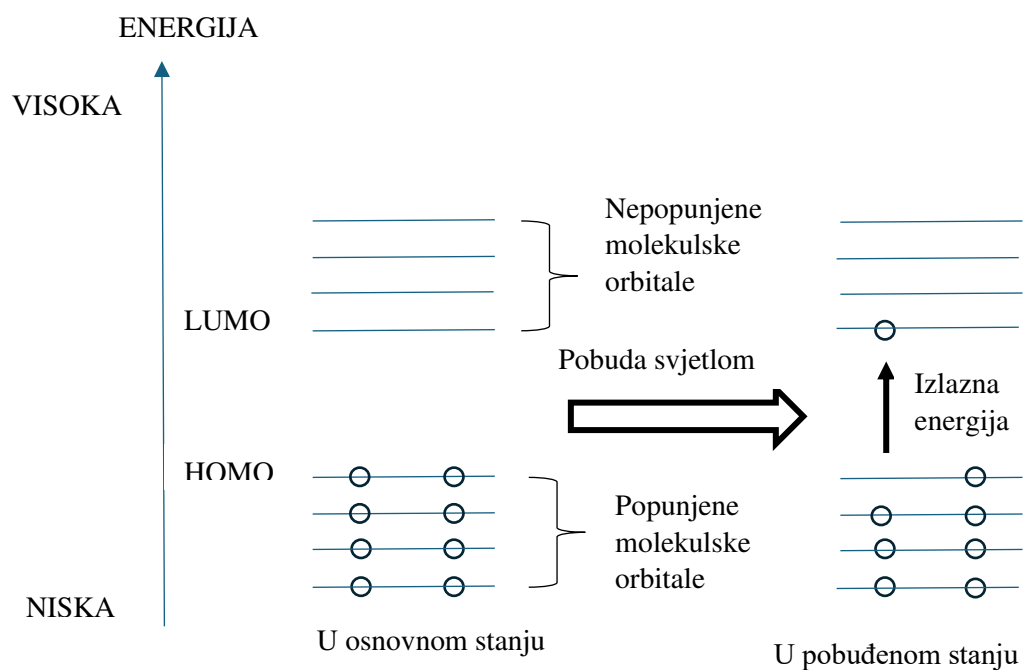 ENERGIJA
VISOKA
Nepopunjene
molekulske
orbitale
LUMO
Pobuda svjetlom
Izlazna
energija
HOMO
Popunjene
molekulske
orbitale
NISKA
U osnovnom stanju
U pobuđenom stanju